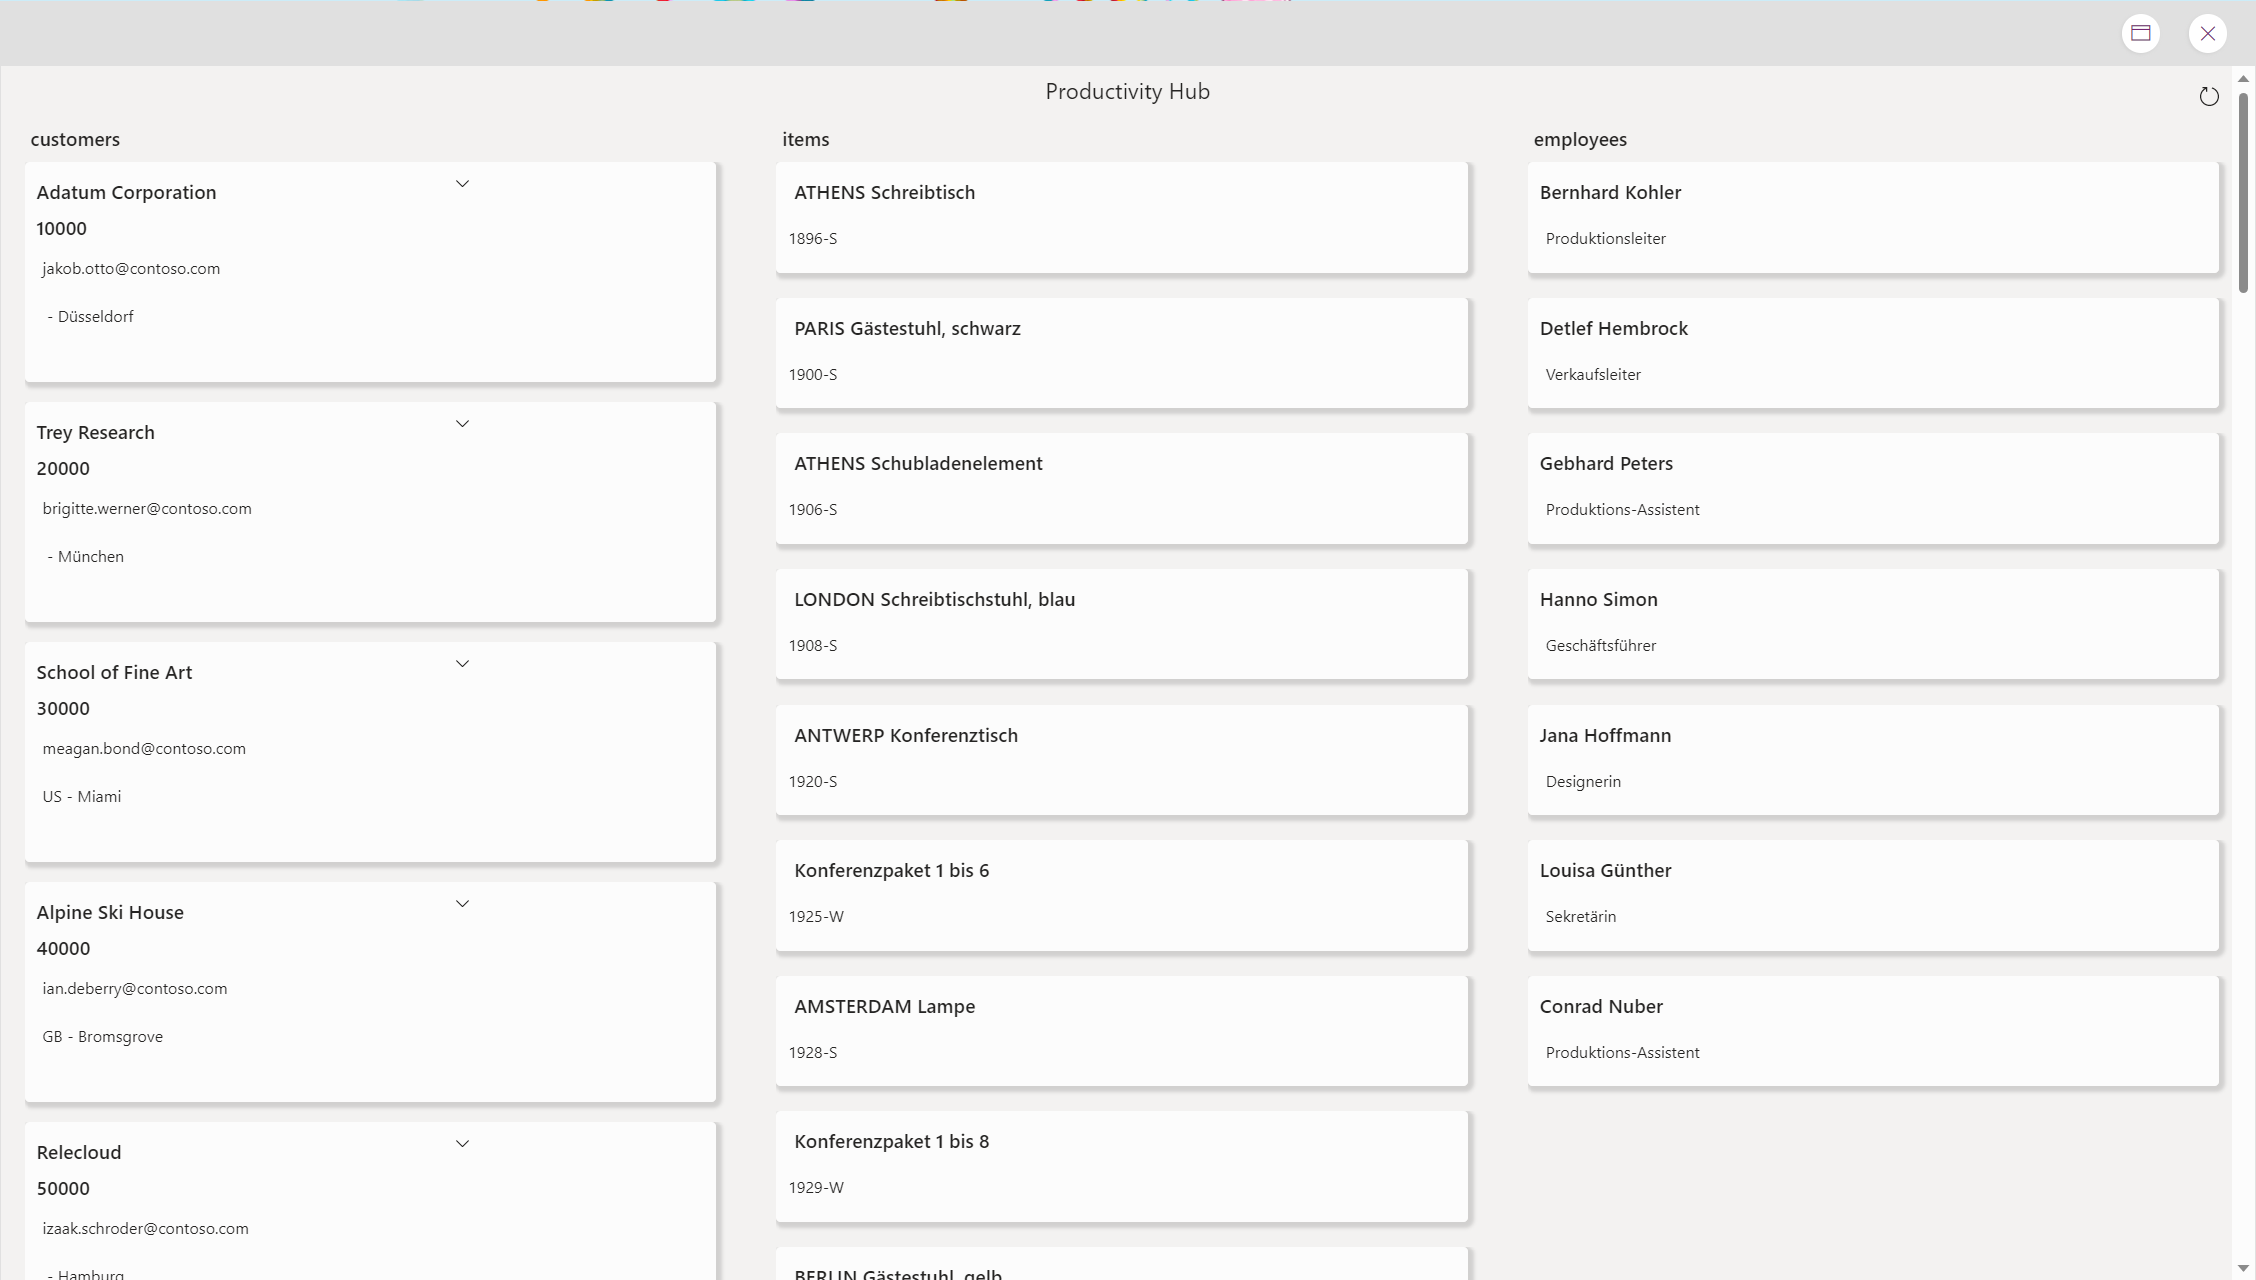 Productivity Hub
customers
Adatum Corporation
10000
jakob.otto@contoso.com
- Düsseldorf
Trey Research
20000
brigitte.werner@contoso.com
- München
School of Fine Art
30000
meagan.bond@contoso.com
US - Miami
Alpine Ski House
40000
ian.deberry@contoso.com
GB - Bromsgrove
Relecloud
50000
izaak.schroder@contoso.com
- Hamburg
items
ATHENS Schreibtisch
1896-S
PARIS Gästestuhl, schwarz
1900-S
ATHENS Schubladenelement
1906-S
LONDON Schreibtischstuhl, blau
1908-S
ANTWERP Konferenztisch
1920-S
Konferenzpaket 1 bis 6
1925-W
AMSTERDAM Lampe
1928-S
Konferenzpaket 1 bis 8
1929-W
BERLIN Gästestuhl, gelb
employees
Bernhard Kohler
Produktionsleiter
Detlef Hembrock
Verkaufsleiter
Gebhard Peters
Produktions-Assistent
Hanno Simon
Geschäftsführer
Jana Hoffmann
Designerin
Louisa Günther
Sekretärin
Conrad Nuber
Produktions-Assistent